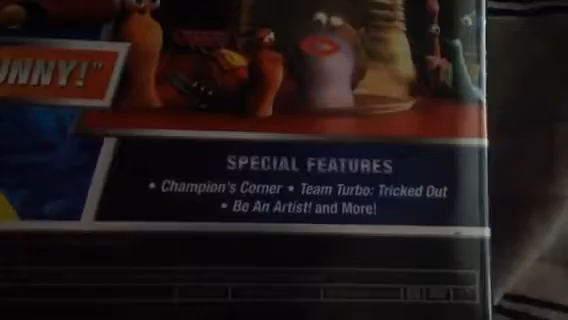 UNNY!"
SPECIAL FEATURES
• Champion's Corner • Team Turbo: Tricked Out
• Be An Artist! and More!